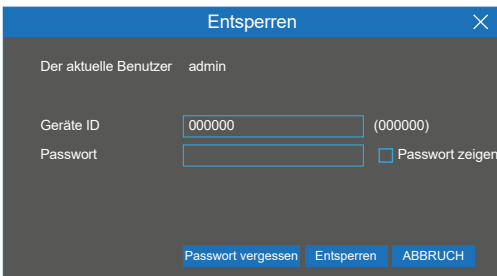 Entsperren
Der aktuelle Benutzer admin
Geräte ID 000000 (000000)
Passwort Passwort zeigen
Passwort vergessen Entsperren ABBRUCH